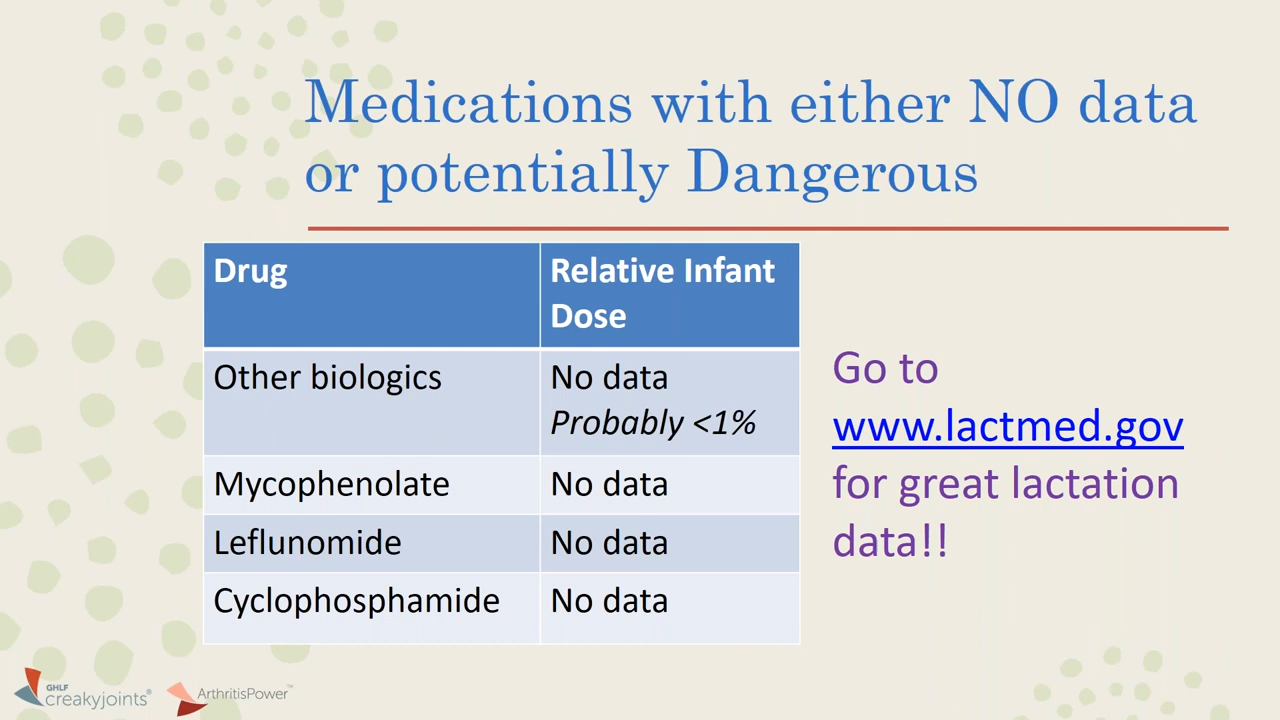 Medications with either NO data
or potentially Dangerous
Drug
Relative Infant
Dose
Other biologics
No data
Probably <1%
Mycophenolate
No data
Leflunomide
No data
Cyclophosphamide
No data
Go to
www.lactmed.gov
for great lactation
data!!
GHLF
creakyjoints®
ArthritisPower™